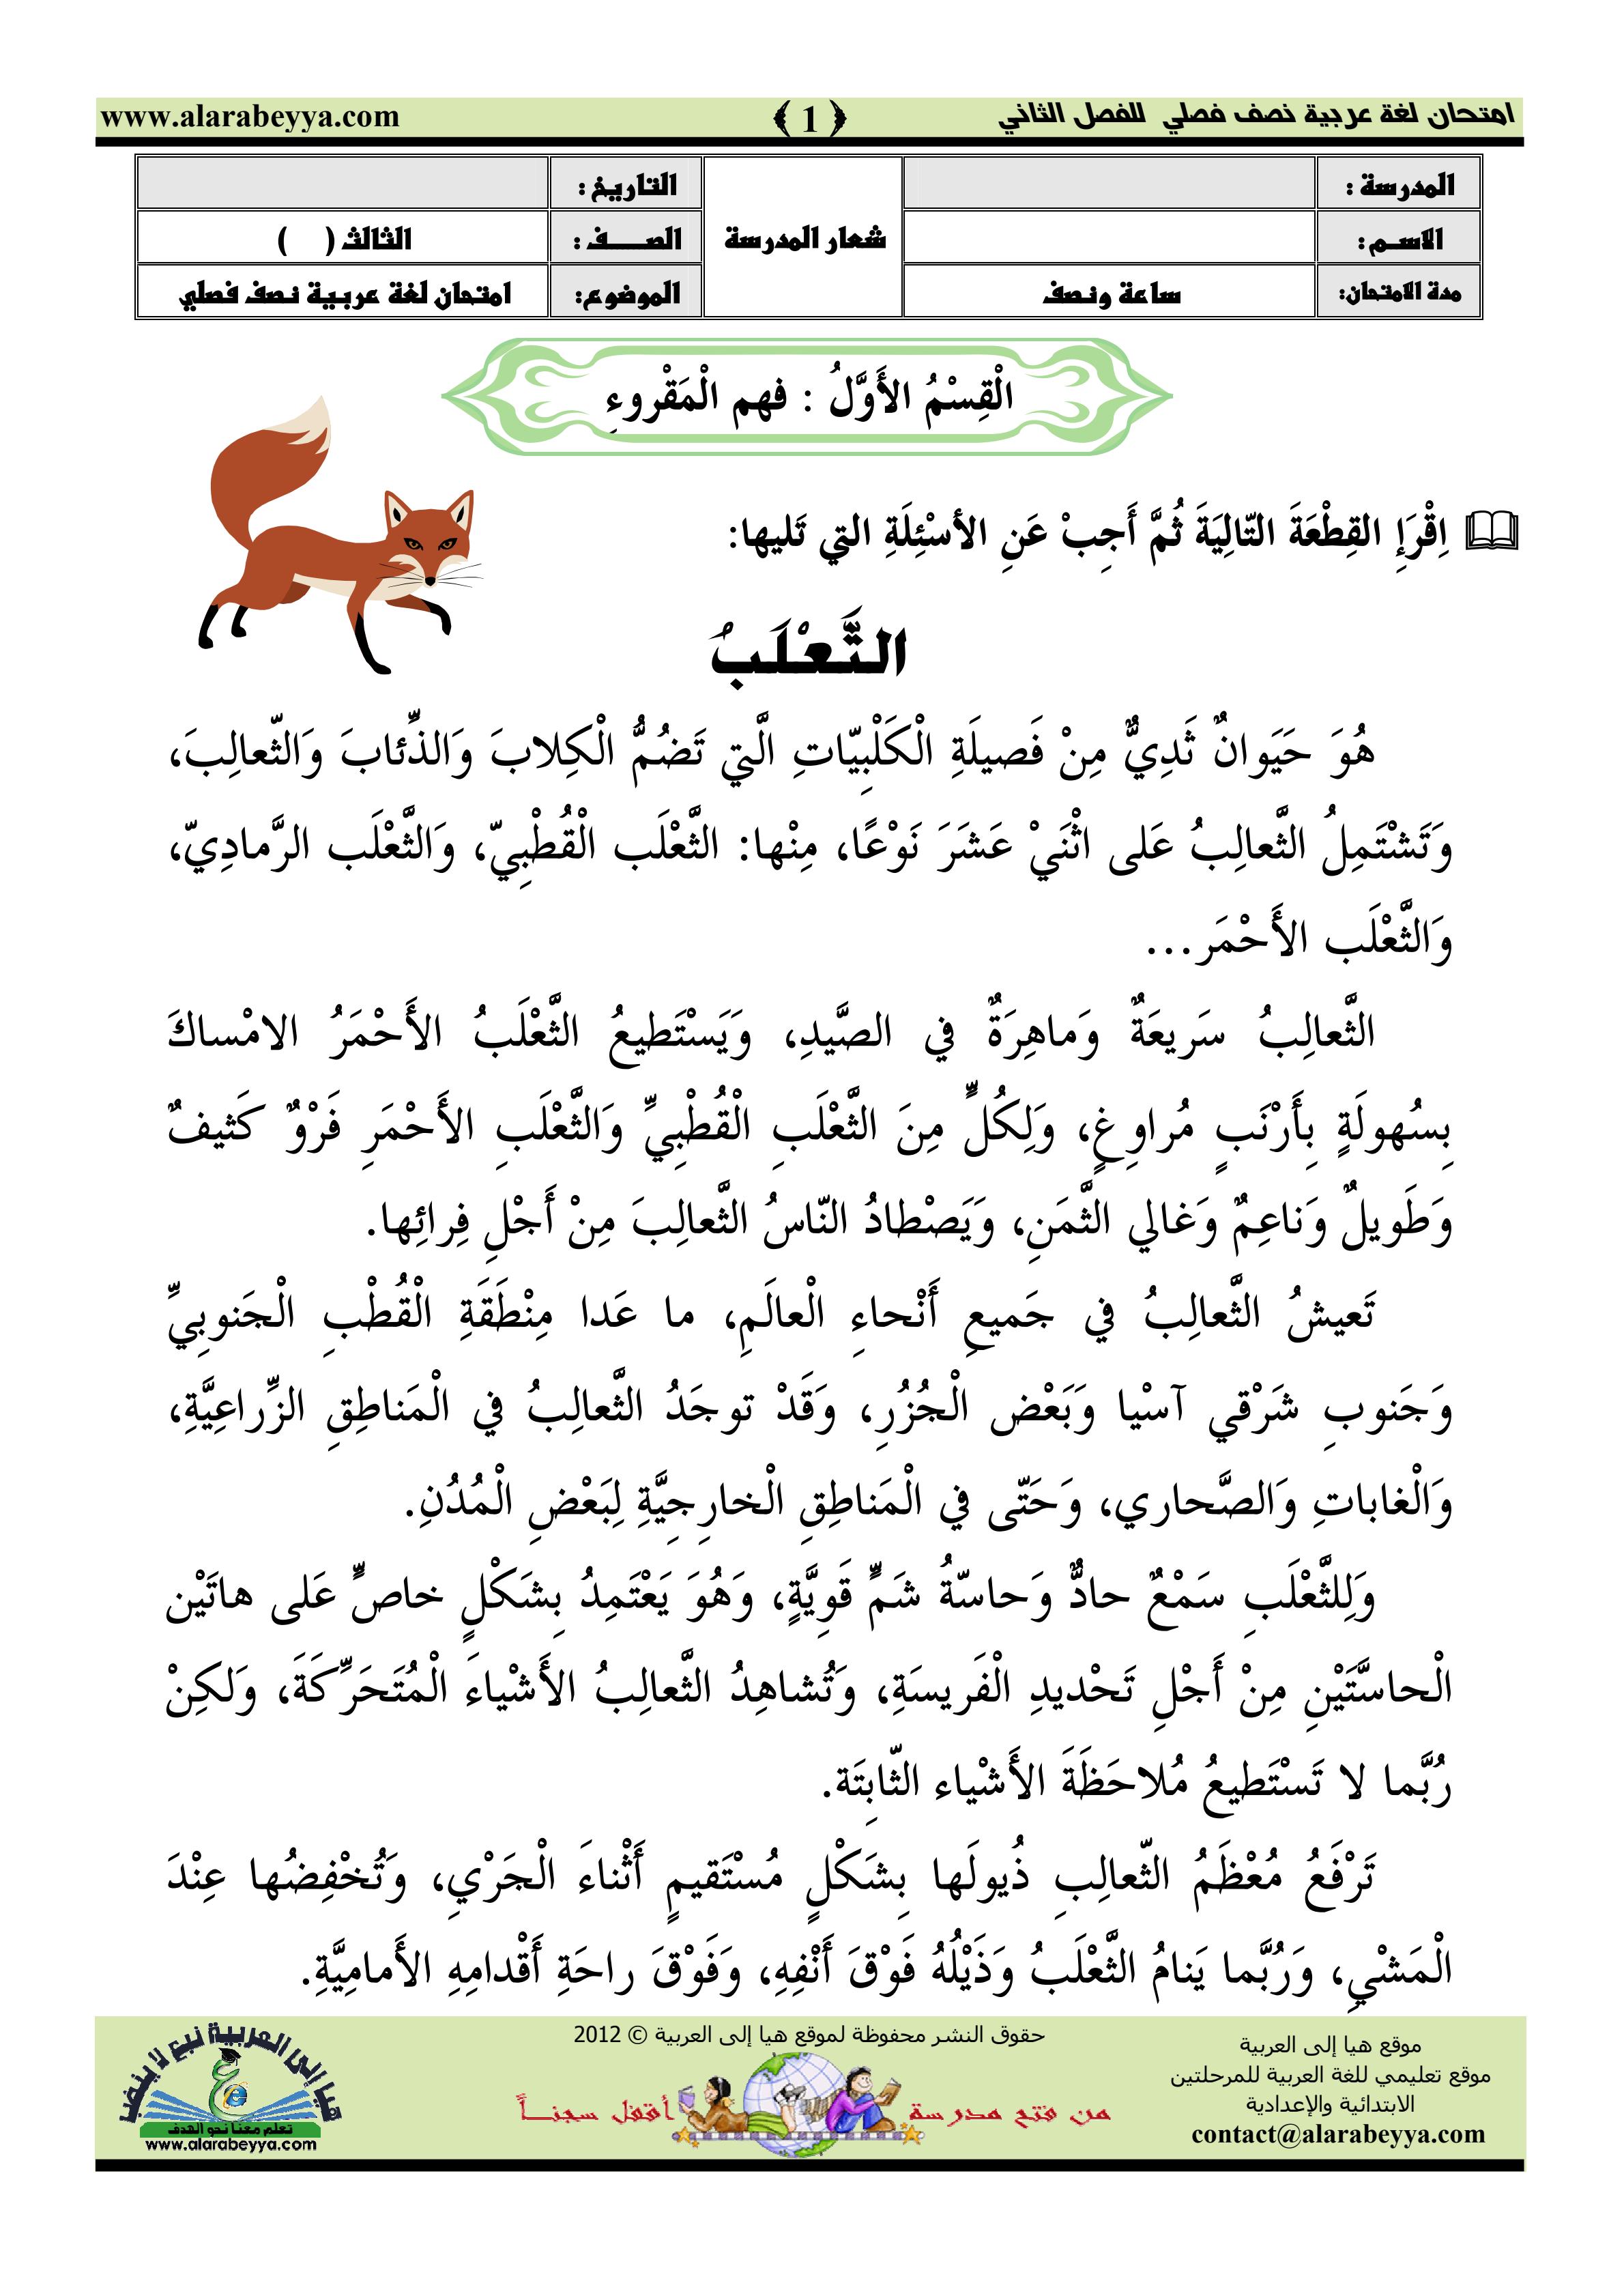 امتحان لغة عربية نصف فصلي للفصل الثاني ﴿ 1 ﴾ www.alarabeyya.com
المدرسة : شعار المدرسة التاريخ :
الاسم : الصف : الثالث ( )
مدة الامتحان: ساعة ونصف الموضوع: امتحان لغة عربية نصف فصلي
الْقِسْمُ الأَوَّلُ : فهم الْمَقْروءِ
اِقْرَإِ القِطْعَةَ التّالِيَةَ ثُمَّ أَجِبْ عَنِ الأسْئِلَةِ التي تَليها:
الثَّعْلَبُ
هُوَ حَيَوانٌ ثَدِيٌّ مِنْ فَصيلَةِ الْكَلْبِيّاتِ الَّتي تَضُمُّ الْكِلابَ وَالذِّئابَ وَالثّعالِبَ،
وَتَشْتَمِلُ الثَّعالِبُ عَلى اثْنَيْ عَشَرَ نَوْعًا، مِنْها: الثَّعْلَب الْقُطْبِيّ، وَالثَّعْلَب الرَّمادِيّ،
وَالثَّعْلَب الأَحْمَر...
الثَّعالِبُ سَريعَةٌ وَماهِرَةٌ في الصَّيدِ، وَيَسْتَطيعُ الثَّعْلَبُ الأَحْمَرُ الامْساكَ
بِسُهولَةٍ بِأَرْنَبٍ مُراوِغٍ، وَلِكُلٍّ مِنَ الثَّعْلَبِ الْقُطْبِيِّ وَالثَّعْلَبِ الأَحْمَرِ فَرْوٌ كَثيفٌ
وَطَويلٌ وَناعِمٌ وَغالي الثَّمَنِ، وَيَصْطادُ النّاسُ الثَّعالِبَ مِنْ أَجْلِ فِرائِها.
تَعيشُ الثَّعالِبُ في جَميعِ أَنْحاءِ الْعالَمِ، ما عَدا مِنْطَقَةِ الْقُطْبِ الْجَنوبِيِّ
وَجَنوبِ شَرْقي آسْيا وَبَعْض الْجُزُرِ، وَقَدْ توجَدُ الثَّعالِبُ في الْمَناطِقِ الزِّراعِيَّةِ،
وَالْغاباتِ وَالصَّحاري، وَحَتّى في الْمَناطِقِ الْخارِجِيَّةِ لِبَعْضِ الْمُدُنِ.
وَلِلثَّعْلَبِ سَمْعٌ حادٌّ وَحاسّةُ شَمٍّ قَوِيَّةٍ، وَهُوَ يَعْتَمِدُ بِشَكْلٍ خاصٍّ عَلى هاتَيْن
الْحاسَّتَيْنِ مِنْ أَجْلِ تَحْديدِ الْفَريسَةِ، وَتُشاهِدُ الثَّعالِبُ الأَشْياءَ الْمُتَحَرِّكَةَ، وَلكِنْ
رُبَّما لا تَسْتَطيعُ مُلاحَظَةَ الأَشْياء الثّابِتَة.
تَرْفَعُ مُعْظَمُ الثّعالِبِ ذُيولَها بِشَكْلٍ مُسْتَقيمٍ أَثْناءَ الْجَرْيِ، وَتُخْفِضُها عِنْدَ
الْمَشْيِ، وَرُبَّما يَنامُ الثَّعْلَبُ وَذَيْلُهُ فَوْقَ أَنْفِهِ، وَفَوْقَ راحَةِ أَقْدامِهِ الأَمامِيَّةِ.
موقع هيا إلى العربية
موقع تعليمي للغة العربية للمرحلتين
الابتدائية والإعدادية
contact@alarabeyya.com
حقوق النشر محفوظة لموقع هيا إلى العربية © 2012
من فتح مدرسة أقفل سجناً
هيا إلى العربية نبع لا ينضب
تعلم معنا نحو الهدف
www.alarabeyya.com